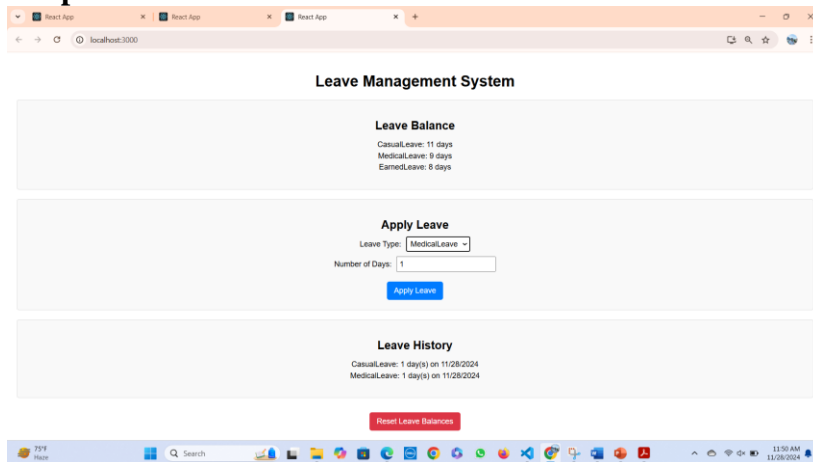 React App
React App
React App
localhost:3000
Leave Management System
Leave Balance
CasualLeave: 11 days
MedicalLeave: 9 days
EarnedLeave: 8 days
Apply Leave
Leave Type: MedicalLeave
Number of Days: 1
Apply Leave
Leave History
CasualLeave: 1 day(s) on 11/28/2024
MedicalLeave: 1 day(s) on 11/28/2024
Reset Leave Balances
75°F
Haze
Search
11:50 AM
11/28/2024